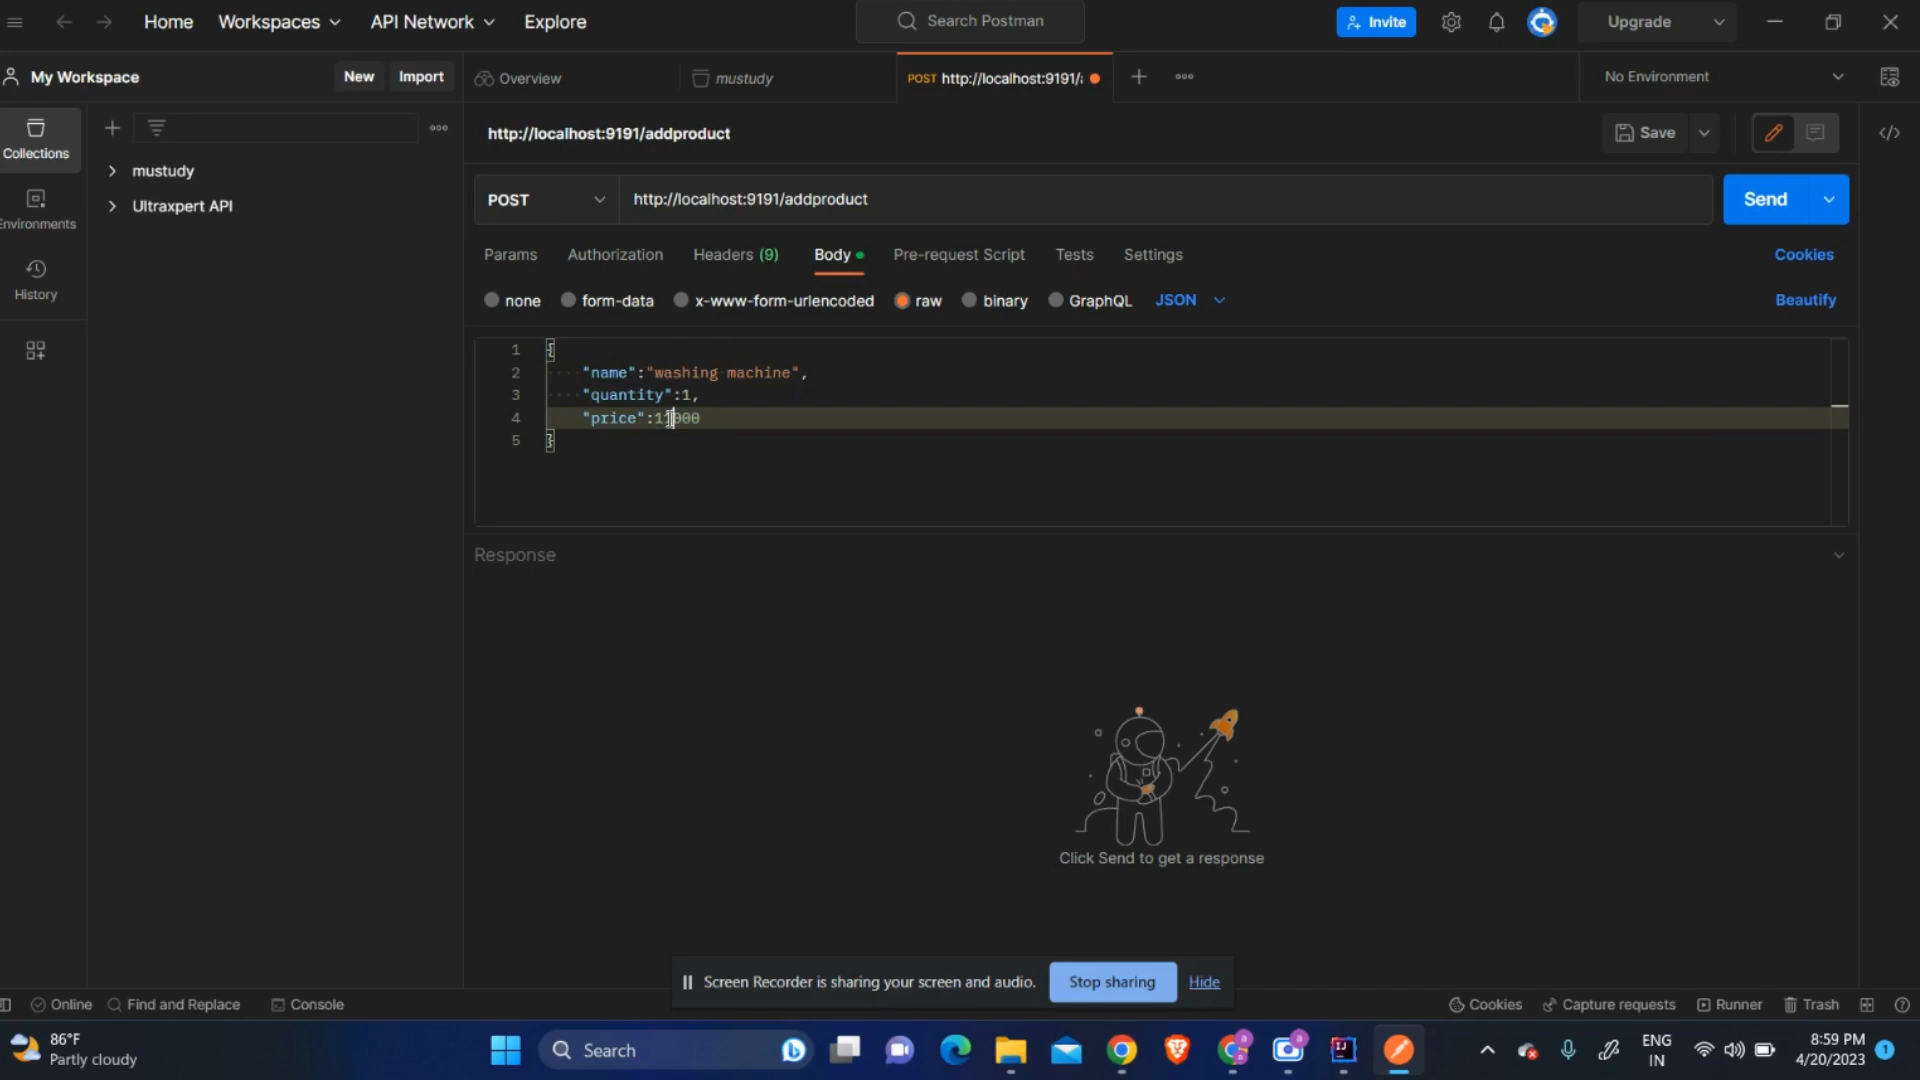 Home Workspaces API Network Explore Search Postman Invite Upgrade
My Workspace New Import Overview mustudy POST http://localhost:9191/a No Environment
Collections
Environments
History
mustudy
Ultraxpert API
http://localhost:9191/addproduct Save
POST http://localhost:9191/addproduct Send
Params Authorization Headers (9) Body Pre-request Script Tests Settings Cookies
none form-data x-www-form-urlencoded raw binary GraphQL JSON Beautify
1 {
2 "name":"washing machine",
3 "quantity":1,
4 "price":11000
5 }
Response
Click Send to get a response
Screen Recorder is sharing your screen and audio. Stop sharing Hide
Online Find and Replace Console Cookies Capture requests Runner Trash
86°F
Partly cloudy
Search
ENG
IN
8:59 PM
4/20/2023
1